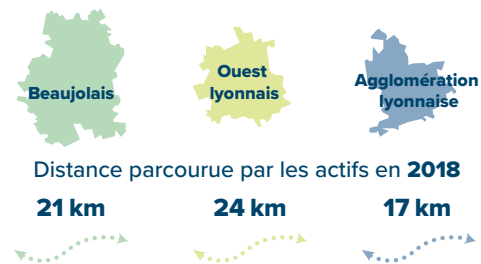 Beaujolais
Ouest
lyonnais
Agglomération
lyonnaise
Distance parcourue par les actifs en 2018
21 km
24 km
17 km